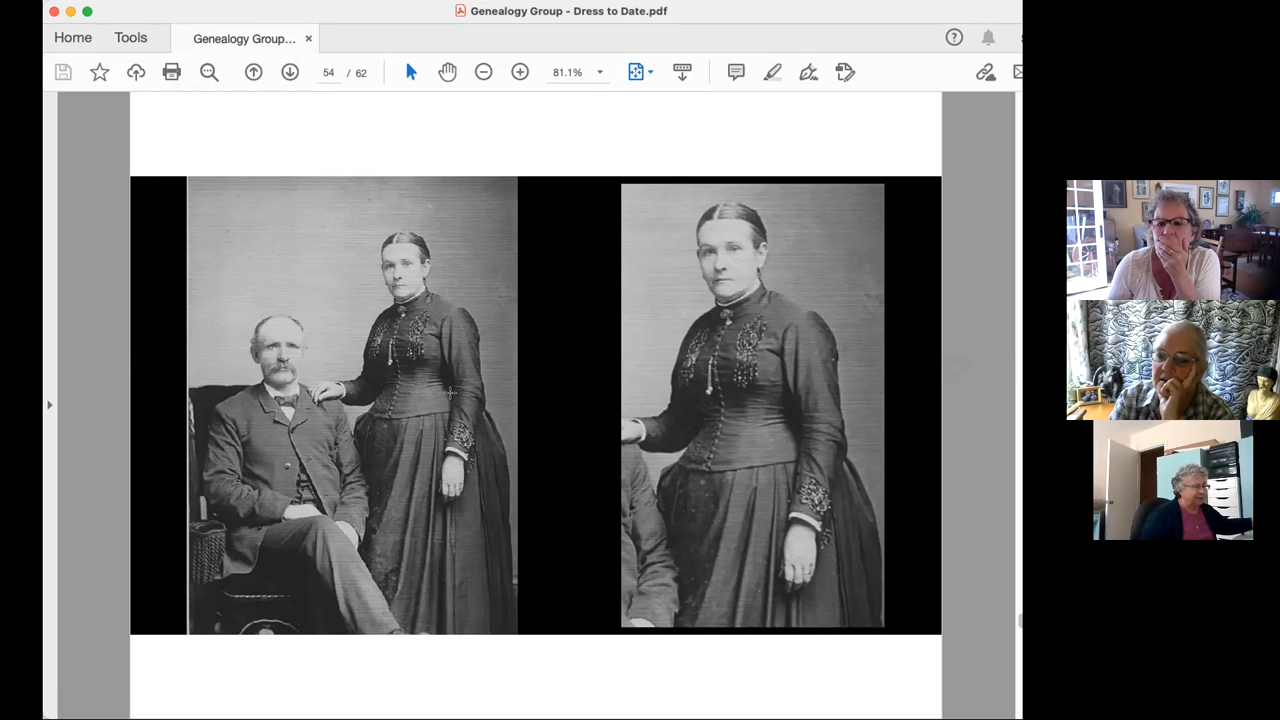 Genealogy Group - Dress to Date.pdf
Home Tools Genealogy Group... ×
54 / 62 81.1%